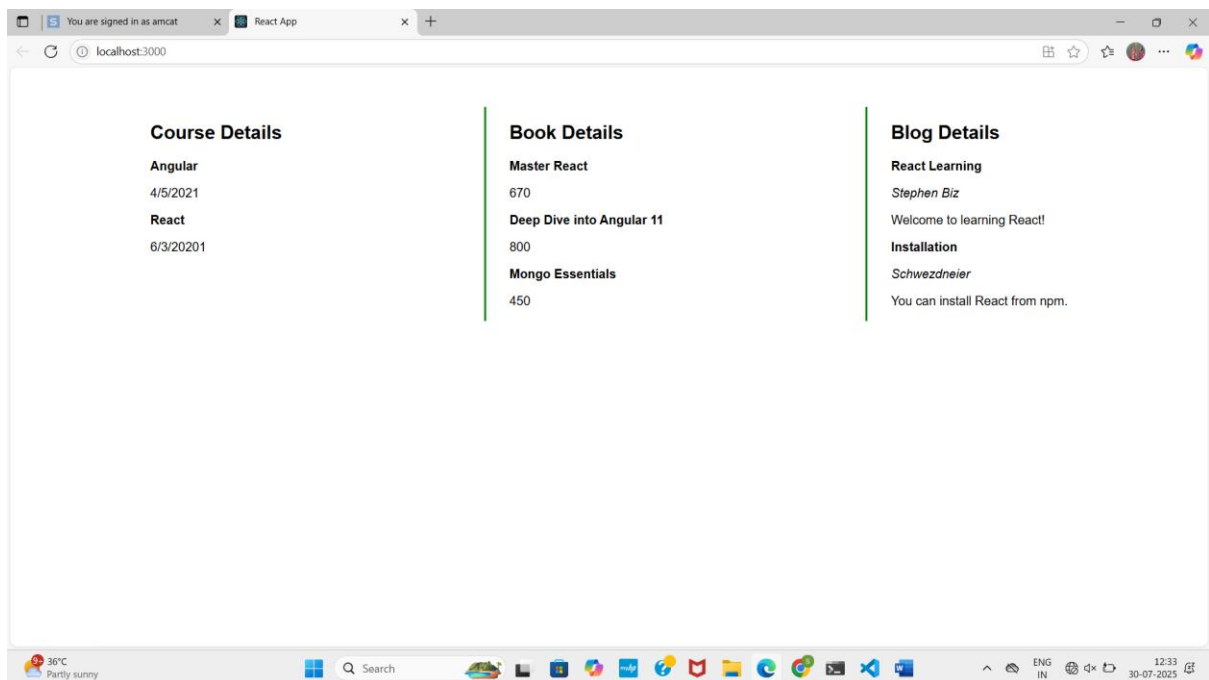 You are signed in as amcat
React App
localhost:3000
Course Details
Angular
4/5/2021
React
6/3/20201
Book Details
Master React
670
Deep Dive into Angular 11
800
Mongo Essentials
450
Blog Details
React Learning
Stephen Biz
Welcome to learning React!
Installation
Schwezdneier
You can install React from npm.
9+
36°C
Partly sunny
Search
ENG
IN
12:33
30-07-2025